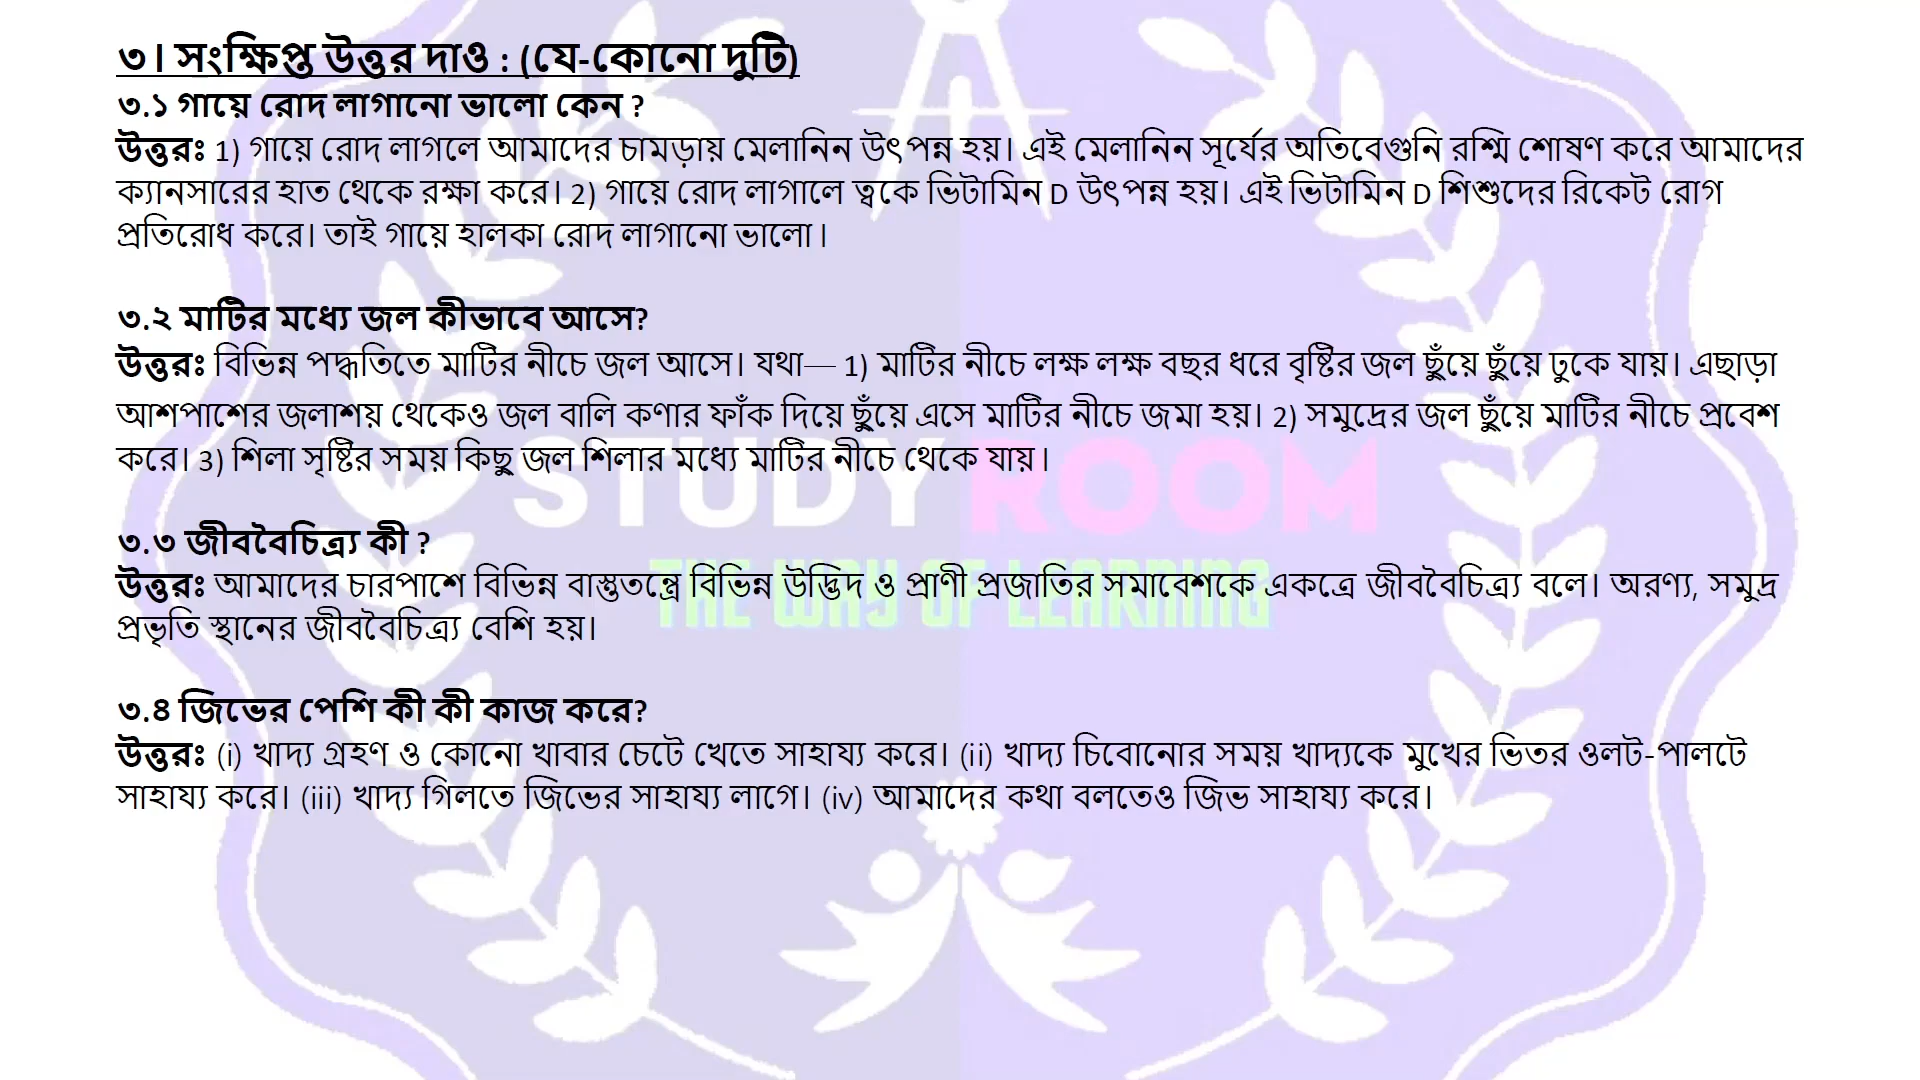 ৩। সংক্ষিপ্ত উত্তর দাও : (যে-কোনো দুটি)
৩.১ গায়ে রোদ লাগানো ভালো কেন ?
উত্তরঃ 1) গায়ে রোদ লাগলে আমাদের চামড়ায় মেলানিন উৎপন্ন হয়। এই মেলানিন সূর্যের অতিবেগুনি রশ্মি শোষণ করে আমাদের
ক্যানসারের হাত থেকে রক্ষা করে। 2) গায়ে রোদ লাগালে ত্বকে ভিটামিন D উৎপন্ন হয়। এই ভিটামিন D শিশুদের রিকেট রোগ
প্রতিরোধ করে। তাই গায়ে হালকা রোদ লাগানো ভালো।
৩.২ মাটির মধ্যে জল কীভাবে আসে?
উত্তরঃ বিভিন্ন পদ্ধতিতে মাটির নীচে জল আসে। যথা— 1) মাটির নীচে লক্ষ লক্ষ বছর ধরে বৃষ্টির জল ছুঁয়ে ছুঁয়ে ঢুকে যায়। এছাড়া
আশপাশের জলাশয় থেকেও জল বালি কণার ফাঁক দিয়ে ছুঁয়ে এসে মাটির নীচে জমা হয়। 2) সমুদ্রের জল ছুঁয়ে মাটির নীচে প্রবেশ
করে। 3) শিলা সৃষ্টির সময় কিছু জল শিলার মধ্যে মাটির নীচে থেকে যায়।
STUDY ROOM
৩.৩ জীববৈচিত্র্য কী ?
উত্তরঃ আমাদের চারপাশে বিভিন্ন বাস্তুতন্ত্রে বিভিন্ন উদ্ভিদ ও প্রাণী প্রজাতির সমাবেশকে একত্রে জীববৈচিত্র্য বলে। অরণ্য, সমুদ্র
THE WAY OF LEARNING
প্রভৃতি স্থানের জীববৈচিত্র্য বেশি হয়।
৩.৪ জিভের পেশি কী কী কাজ করে?
উত্তরঃ (i) খাদ্য গ্রহণ ও কোনো খাবার চেটে খেতে সাহায্য করে। (ii) খাদ্য চিবোনোর সময় খাদ্যকে মুখের ভিতর ওলট-পালটে
সাহায্য করে। (iii) খাদ্য গিলতে জিভের সাহায্য লাগে। (iv) আমাদের কথা বলতেও জিভ সাহায্য করে।